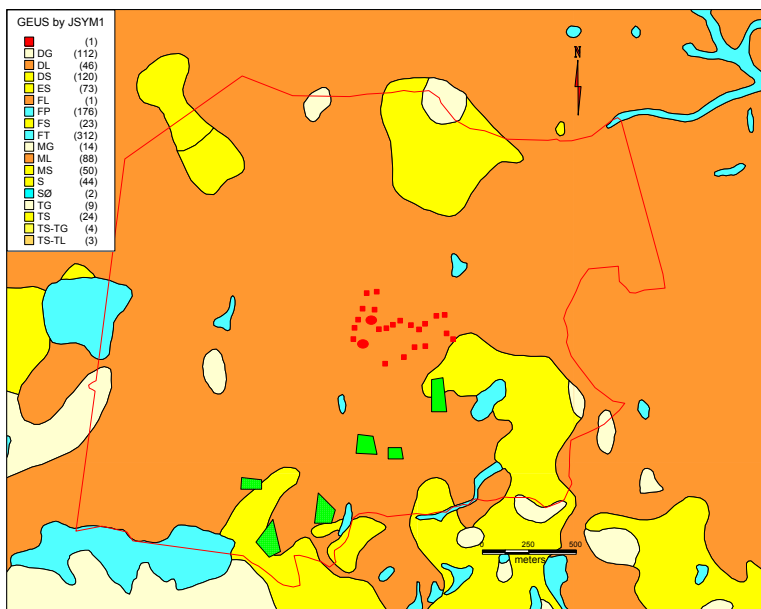 GEUS by JSYM1
(1)
DG (112)
DL (46)
DS (120)
ES (73)
FL (1)
FP (176)
FS (23)
FT (312)
MG (14)
ML (88)
MS (50)
S (44)
SØ (2)
TG (9)
TS (24)
TS-TG (4)
TS-TL (3)
N
0 250 500
meters